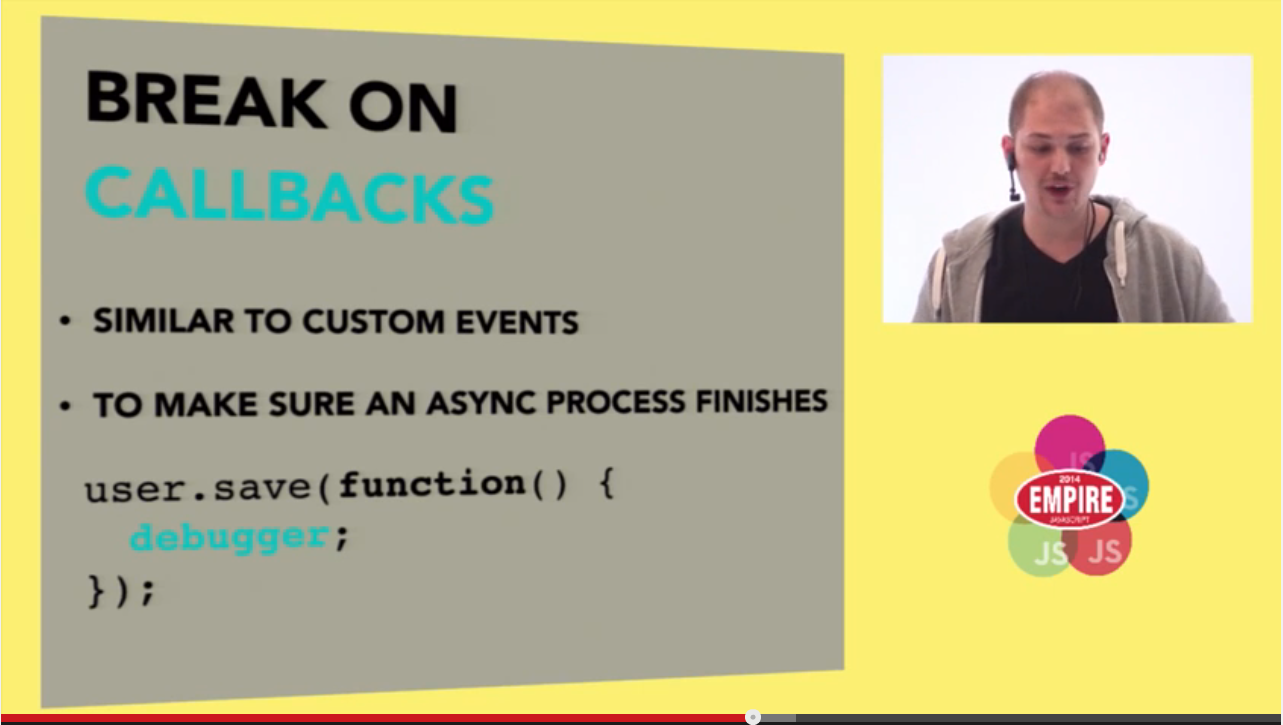 BREAK ON
CALLBACKS
• SIMILAR TO CUSTOM EVENTS
• TO MAKE SURE AN ASYNC PROCESS FINISHES
user.save(function() {
debugger;
});
JS
2014
EMPIRE
JAVASCRIPT
S
JS
JS